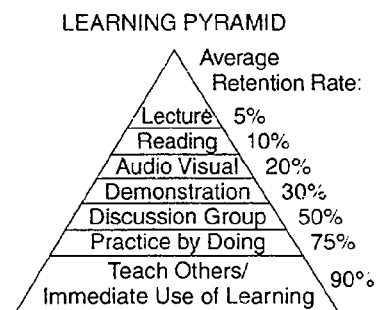 LEARNING PYRAMID
Average
Retention Rate:
Lecture 5%
Reading 10%
Audio Visual 20%
Demonstration 30%
Discussion Group 50%
Practice by Doing 75%
Teach Others/
Immediate Use of Learning 90%